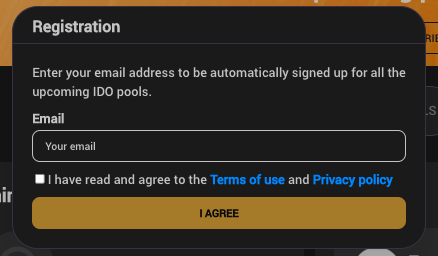 Registration
Enter your email address to be automatically signed up for all the
upcoming IDO pools.
Email
Your email
I have read and agree to the Terms of use and Privacy policy
I AGREE